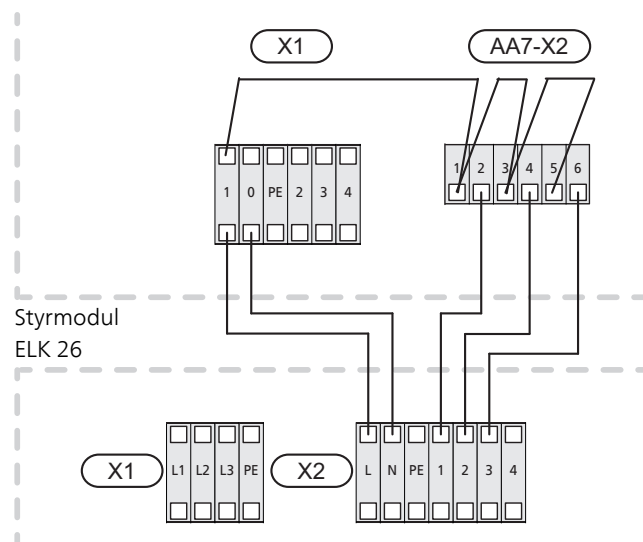 X1 AA7-X2
1 0 PE 2 3 4
1 2 3 4 5 6
Styrmodul
ELK 26
X1 L1 L2 L3 PE X2 L N PE 1 2 3 4